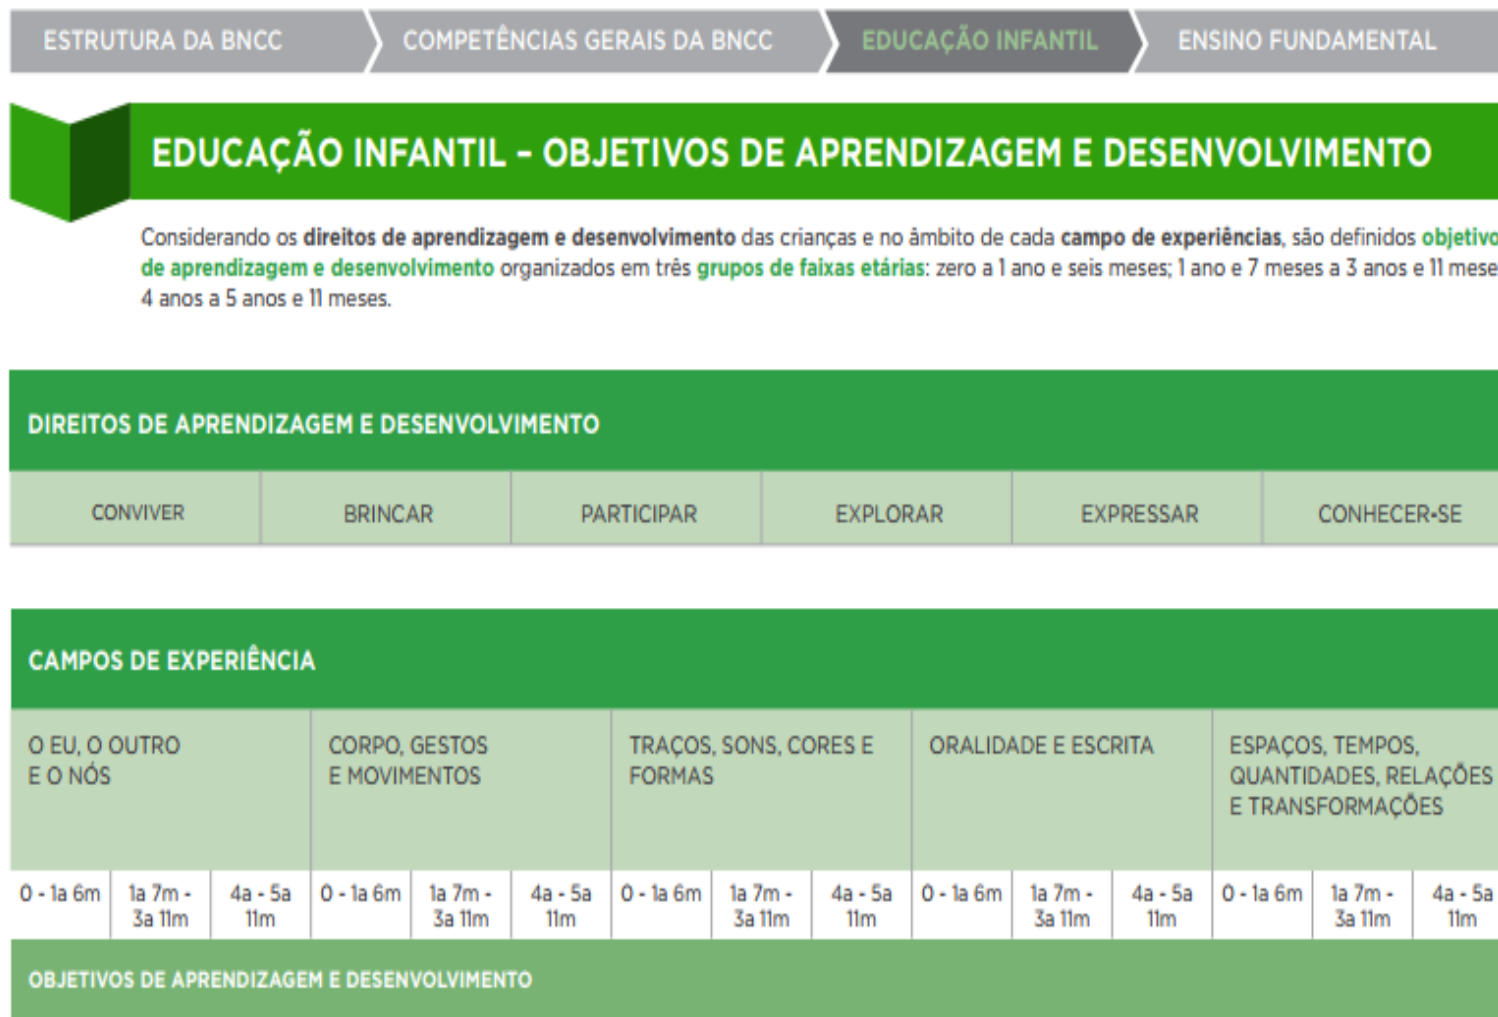 ESTRUTURA DA BNCC COMPETÊNCIAS GERAIS DA BNCC EDUCAÇÃO INFANTIL ENSINO FUNDAMENTAL
EDUCAÇÃO INFANTIL – OBJETIVOS DE APRENDIZAGEM E DESENVOLVIMENTO
Considerando os direitos de aprendizagem e desenvolvimento das crianças e no âmbito de cada campo de experiências, são definidos objetivo
de aprendizagem e desenvolvimento organizados em três grupos de faixas etárias: zero a 1 ano e seis meses; 1 ano e 7 meses a 3 anos e 11 mese
4 anos a 5 anos e 11 meses.
DIREITOS DE APRENDIZAGEM E DESENVOLVIMENTO
CONVIVER BRINCAR PARTICIPAR EXPLORAR EXPRESSAR CONHECER-SE
CAMPOS DE EXPERIÊNCIA
O EU, O OUTRO
E O NÓS
CORPO, GESTOS
E MOVIMENTOS
TRAÇOS, SONS, CORES E
FORMAS
ORALIDADE E ESCRITA
ESPAÇOS, TEMPOS,
QUANTIDADES, RELAÇÕES
E TRANSFORMAÇÕES
0 - 1a 6m
1a 7m -
3a 11m
4a - 5a
11m
0 - 1a 6m
1a 7m -
3a 11m
4a - 5a
11m
0 - 1a 6m
1a 7m -
3a 11m
4a - 5a
11m
0 - 1a 6m
1a 7m -
3a 11m
4a - 5a
11m
0 - 1a 6m
1a 7m -
3a 11m
4a - 5a
11m
OBJETIVOS DE APRENDIZAGEM E DESENVOLVIMENTO